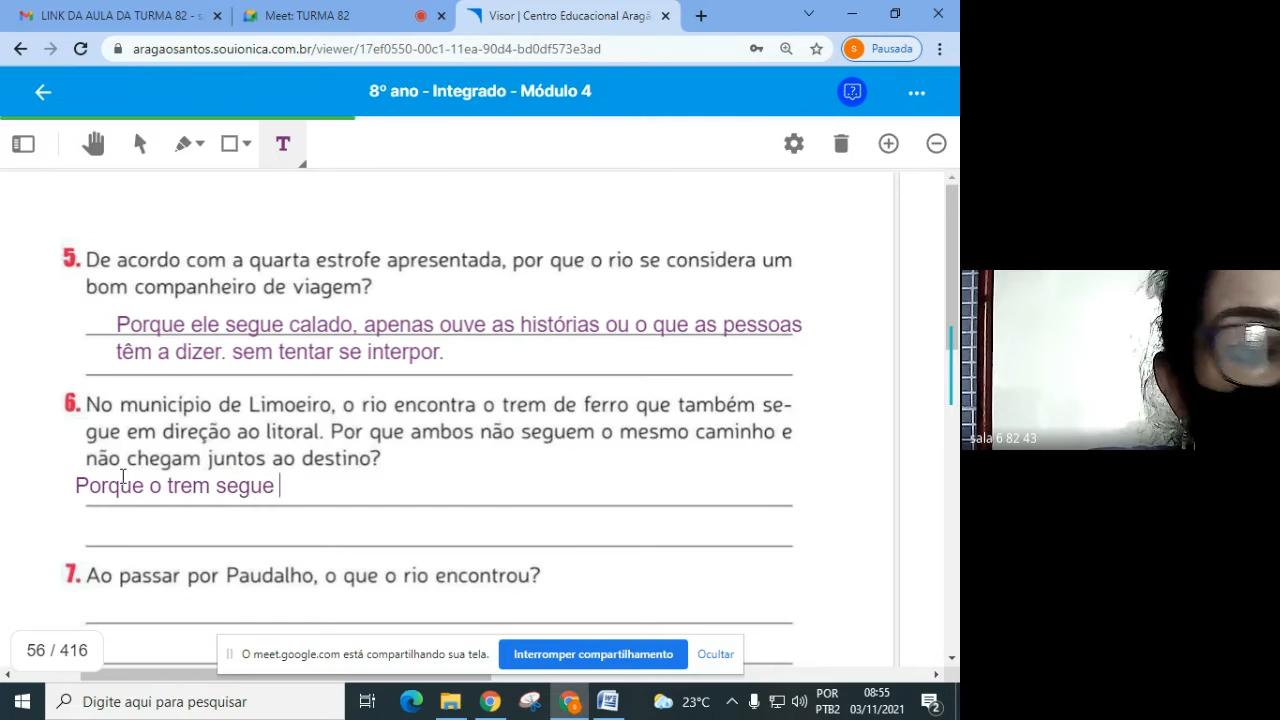 LINK DA AULA DA TURMA 82 - s
Meet: TURMA 82
Visor | Centro Educacional Aragã
aragaosantos.souionica.com.br/viewer/17ef0550-00c1-11ea-90d4-bd0df573e3ad
S
Pausada
8º ano - Integrado - Módulo 4
T
5. De acordo com a quarta estrofe apresentada, por que o rio se considera um
bom companheiro de viagem?
Porque ele segue calado, apenas ouve as histórias ou o que as pessoas
têm a dizer. sem tentar se interpor.
6. No município de Limoeiro, o rio encontra o trem de ferro que também se-
gue em direção ao litoral. Por que ambos não seguem o mesmo caminho e
não chegam juntos ao destino?
Porque o trem segue
7. Ao passar por Paudalho, o que o rio encontrou?
56 / 416
O meet.google.com está compartilhando sua tela.
Interromper compartilhamento
Ocultar
sala 6 82 43
Digite aqui para pesquisar
23°C
POR
PTB2
08:55
03/11/2021
2